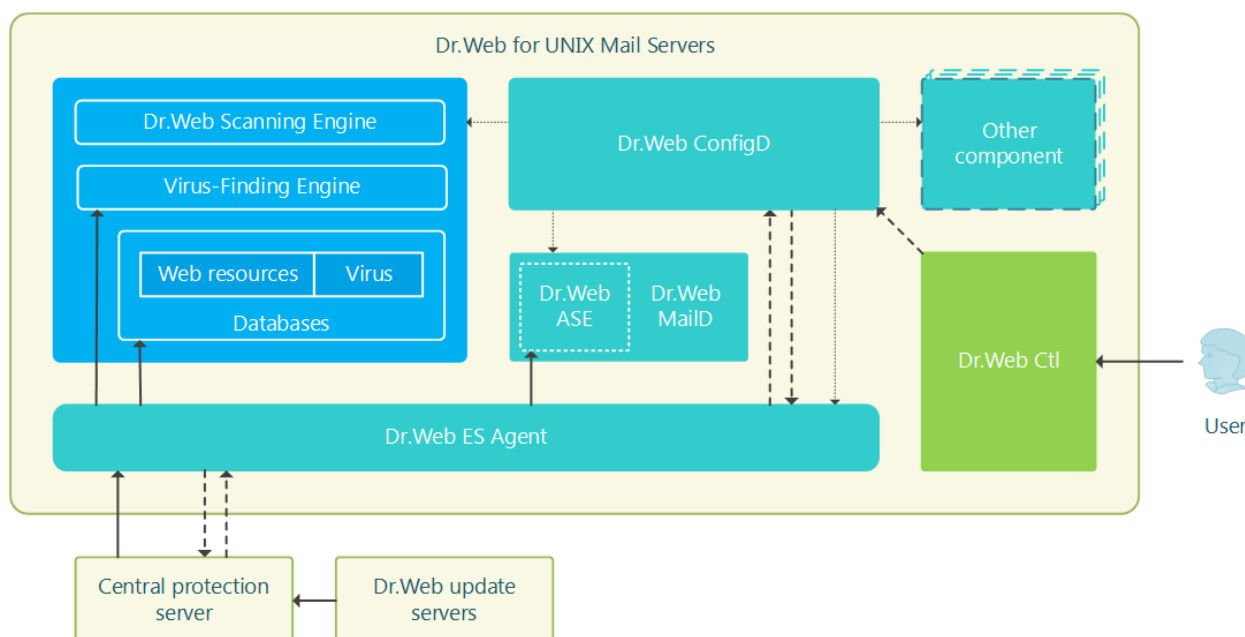 Dr.Web for UNIX Mail Servers
Dr.Web Scanning Engine
Virus-Finding Engine
Web resources
Virus
Databases
Dr.Web ConfigD
Other
component
Dr.Web
ASE
Dr.Web
MailD
Dr.Web Ctl
User
Dr.Web ES Agent
Central protection
server
Dr.Web update
servers